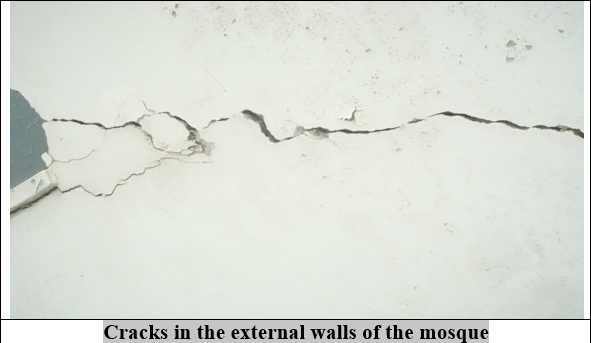 Cracks in the external walls of the mosque